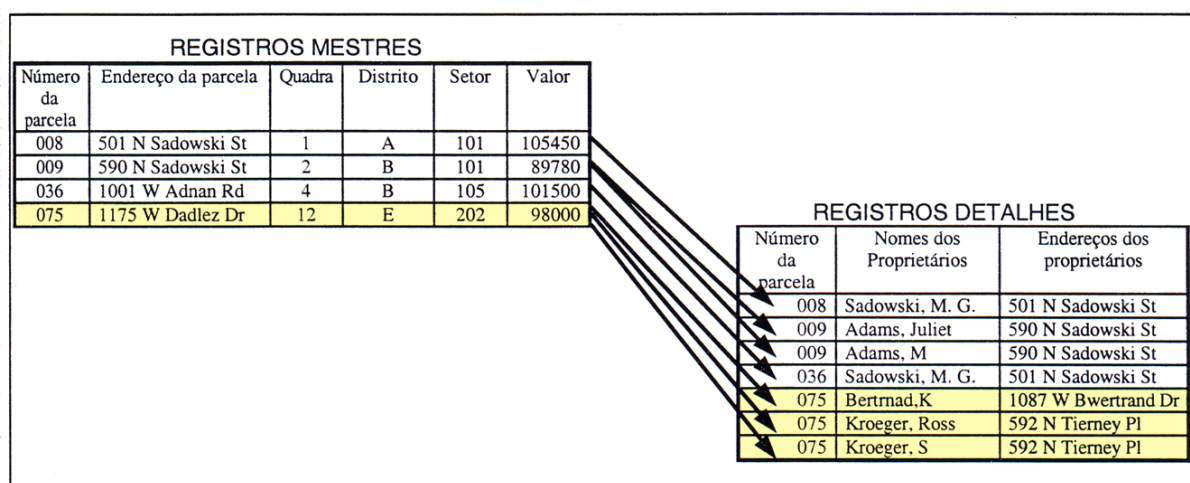 REGISTROS MESTRES
Número da parcela Endereço da parcela Quadra Distrito Setor Valor
008 501 N Sadowski St 1 A 101 105450
009 590 N Sadowski St 2 B 101 89780
036 1001 W Adnan Rd 4 B 105 101500
075 1175 W Dadlez Dr 12 E 202 98000
REGISTROS DETALHES
Número da parcela Nomes dos Proprietários Endereços dos proprietários
008 Sadowski, M. G. 501 N Sadowski St
009 Adams, Juliet 590 N Sadowski St
009 Adams, M 590 N Sadowski St
036 Sadowski, M. G. 501 N Sadowski St
075 Bertrnad,K 1087 W Bwertrand Dr
075 Kroeger, Ross 592 N Tierney Pl
075 Kroeger, S 592 N Tierney Pl